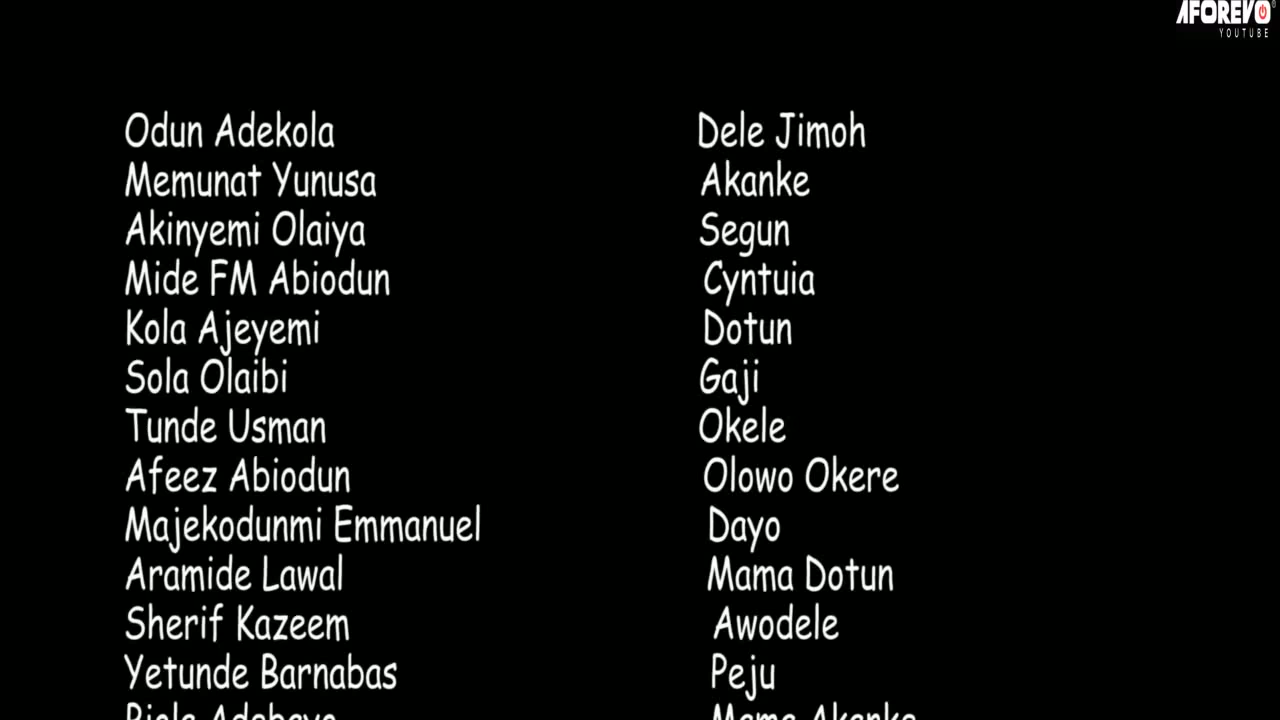 AFOREVO
YOUTUBE
Odun Adekola Dele Jimoh
Memunat Yunusa Akanke
Akinyemi Olaiya Segun
Mide FM Abiodun Cyntuia
Kola Ajeyemi Dotun
Sola Olaibi Gaji
Tunde Usman Okele
Afeez Abiodun Olowo Okere
Majekodunmi Emmanuel Dayo
Aramide Lawal Mama Dotun
Sherif Kazeem Awodele
Yetunde Barnabas Peju
Mama Akanke